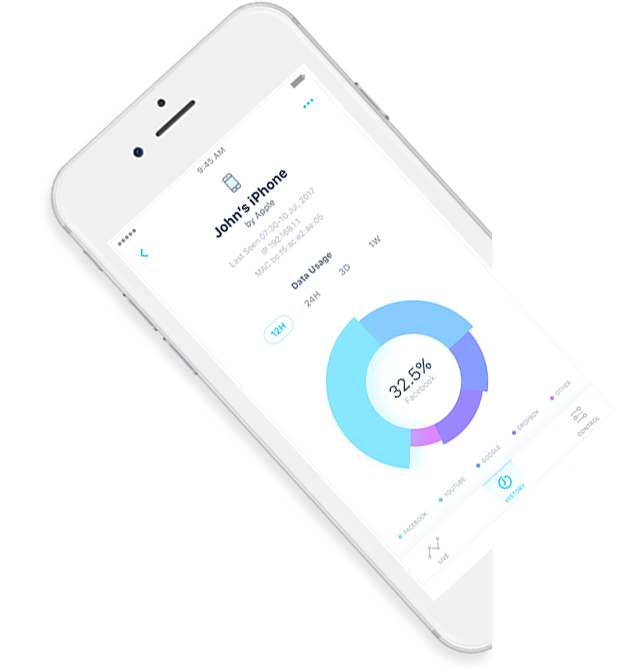 9:45 AM
John's iPhone
by Apple
Last Seen 07:30-10 Jul, 2017
IP 192.168.1.1
MAC bc:f5:ac:e2:ae:05
Data Usage
12H 24H 3D 1W
32.5%
Facebook
FACEBOOK YOUTUBE GOOGLE DROPBOX OTHER
LIVE HISTORY CONTROL